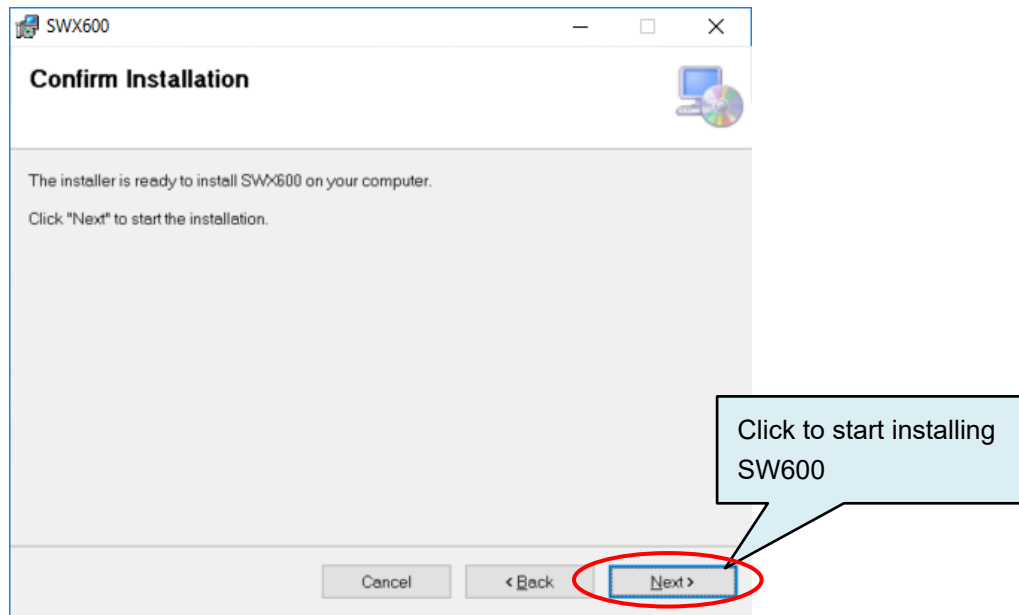 SWX600
Confirm Installation
The installer is ready to install SWX600 on your computer.
Click "Next" to start the installation.
Click to start installing
SW600
Cancel
< Back
Next >